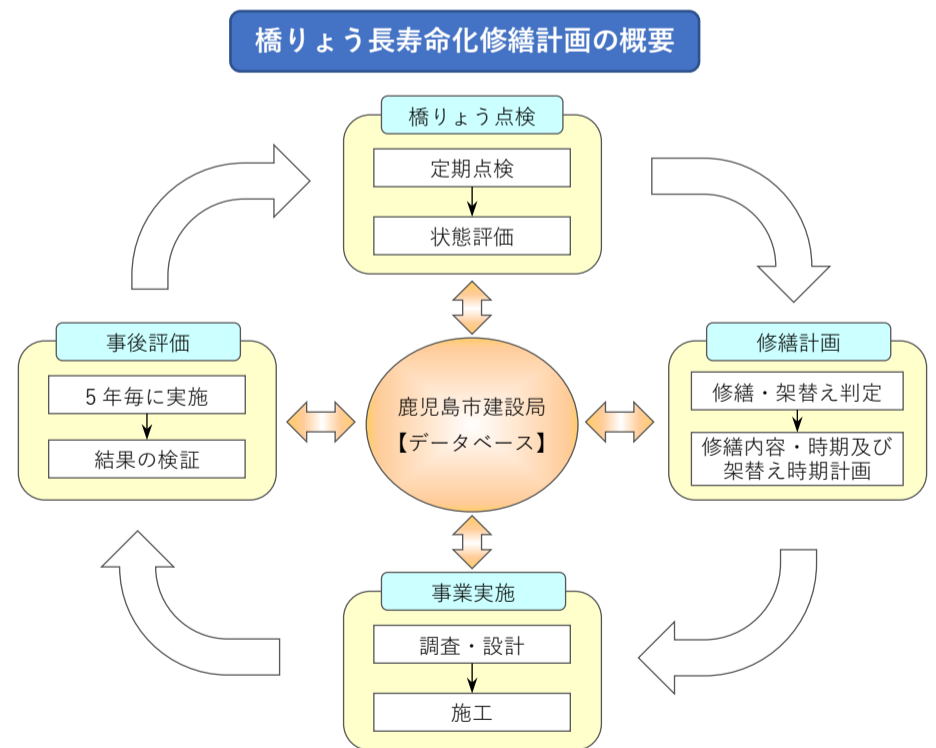 橋りょう長寿命化修繕計画の概要
橋りょう点検
定期点検
状態評価
修繕計画
修繕・架替え判定
修繕内容・時期及び
架替え時期計画
事業実施
調査・設計
施工
事後評価
5年毎に実施
結果の検証
鹿児島市建設局
【データベース】